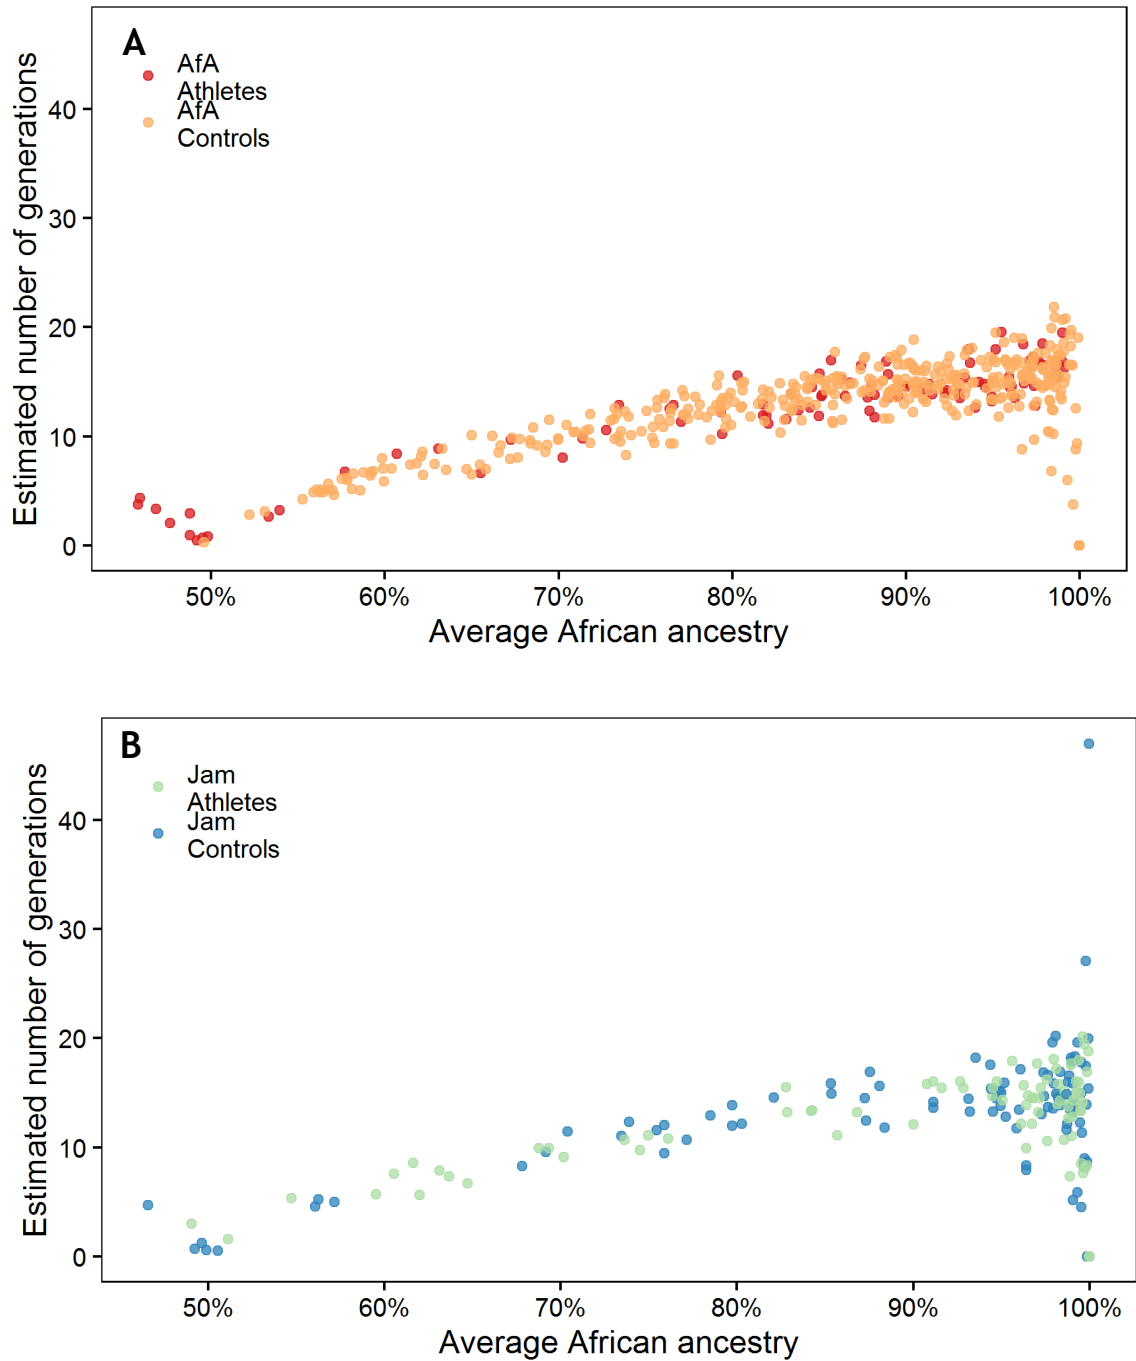 A
AfA
Athletes
AfA
Controls
Estimated number of generations
40
30
20
10
0
50%
60%
70%
80%
90%
100%
Average African ancestry
B
Jam
Athletes
Jam
Controls
Estimated number of generations
40
30
20
10
0
50%
60%
70%
80%
90%
100%
Average African ancestry